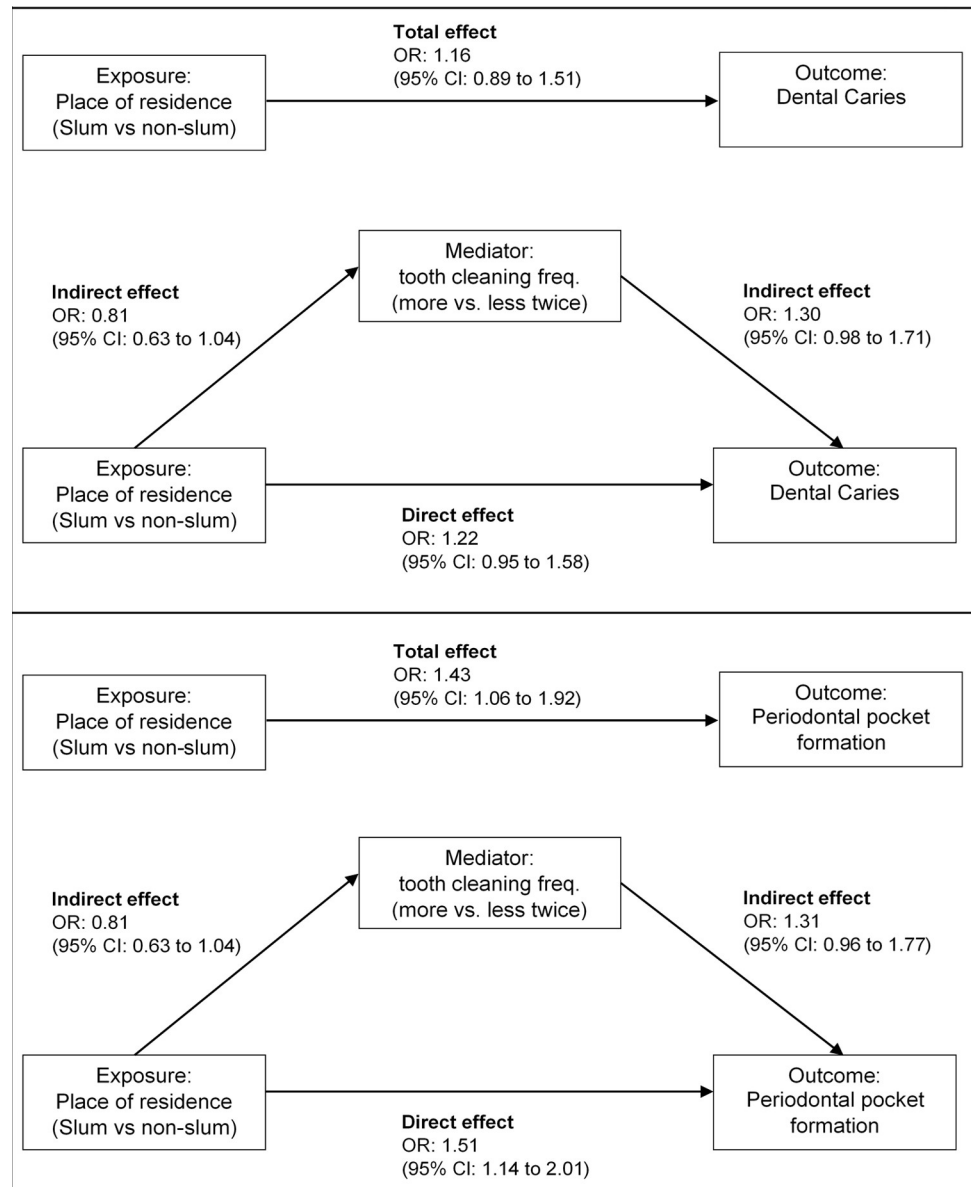 Total effect
OR: 1.16
(95% CI: 0.89 to 1.51)
Exposure:
Place of residence
(Slum vs non-slum)
Outcome:
Dental Caries
Mediator:
tooth cleaning freq.
(more vs. less twice)
Indirect effect
OR: 0.81
(95% CI: 0.63 to 1.04)
Indirect effect
OR: 1.30
(95% CI: 0.98 to 1.71)
Exposure:
Place of residence
(Slum vs non-slum)
Outcome:
Dental Caries
Direct effect
OR: 1.22
(95% CI: 0.95 to 1.58)
Total effect
OR: 1.43
(95% CI: 1.06 to 1.92)
Exposure:
Place of residence
(Slum vs non-slum)
Outcome:
Periodontal pocket
formation
Mediator:
tooth cleaning freq.
(more vs. less twice)
Indirect effect
OR: 0.81
(95% CI: 0.63 to 1.04)
Indirect effect
OR: 1.31
(95% CI: 0.96 to 1.77)
Exposure:
Place of residence
(Slum vs non-slum)
Outcome:
Periodontal pocket
formation
Direct effect
OR: 1.51
(95% CI: 1.14 to 2.01)